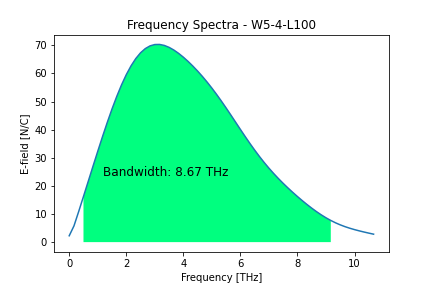 Frequency Spectra - W5-4-L100
E-field [N/C]
70
60
50
40
30
20
10
0
Bandwidth: 8.67 THz
0 2 4 6 8 10
Frequency [THz]